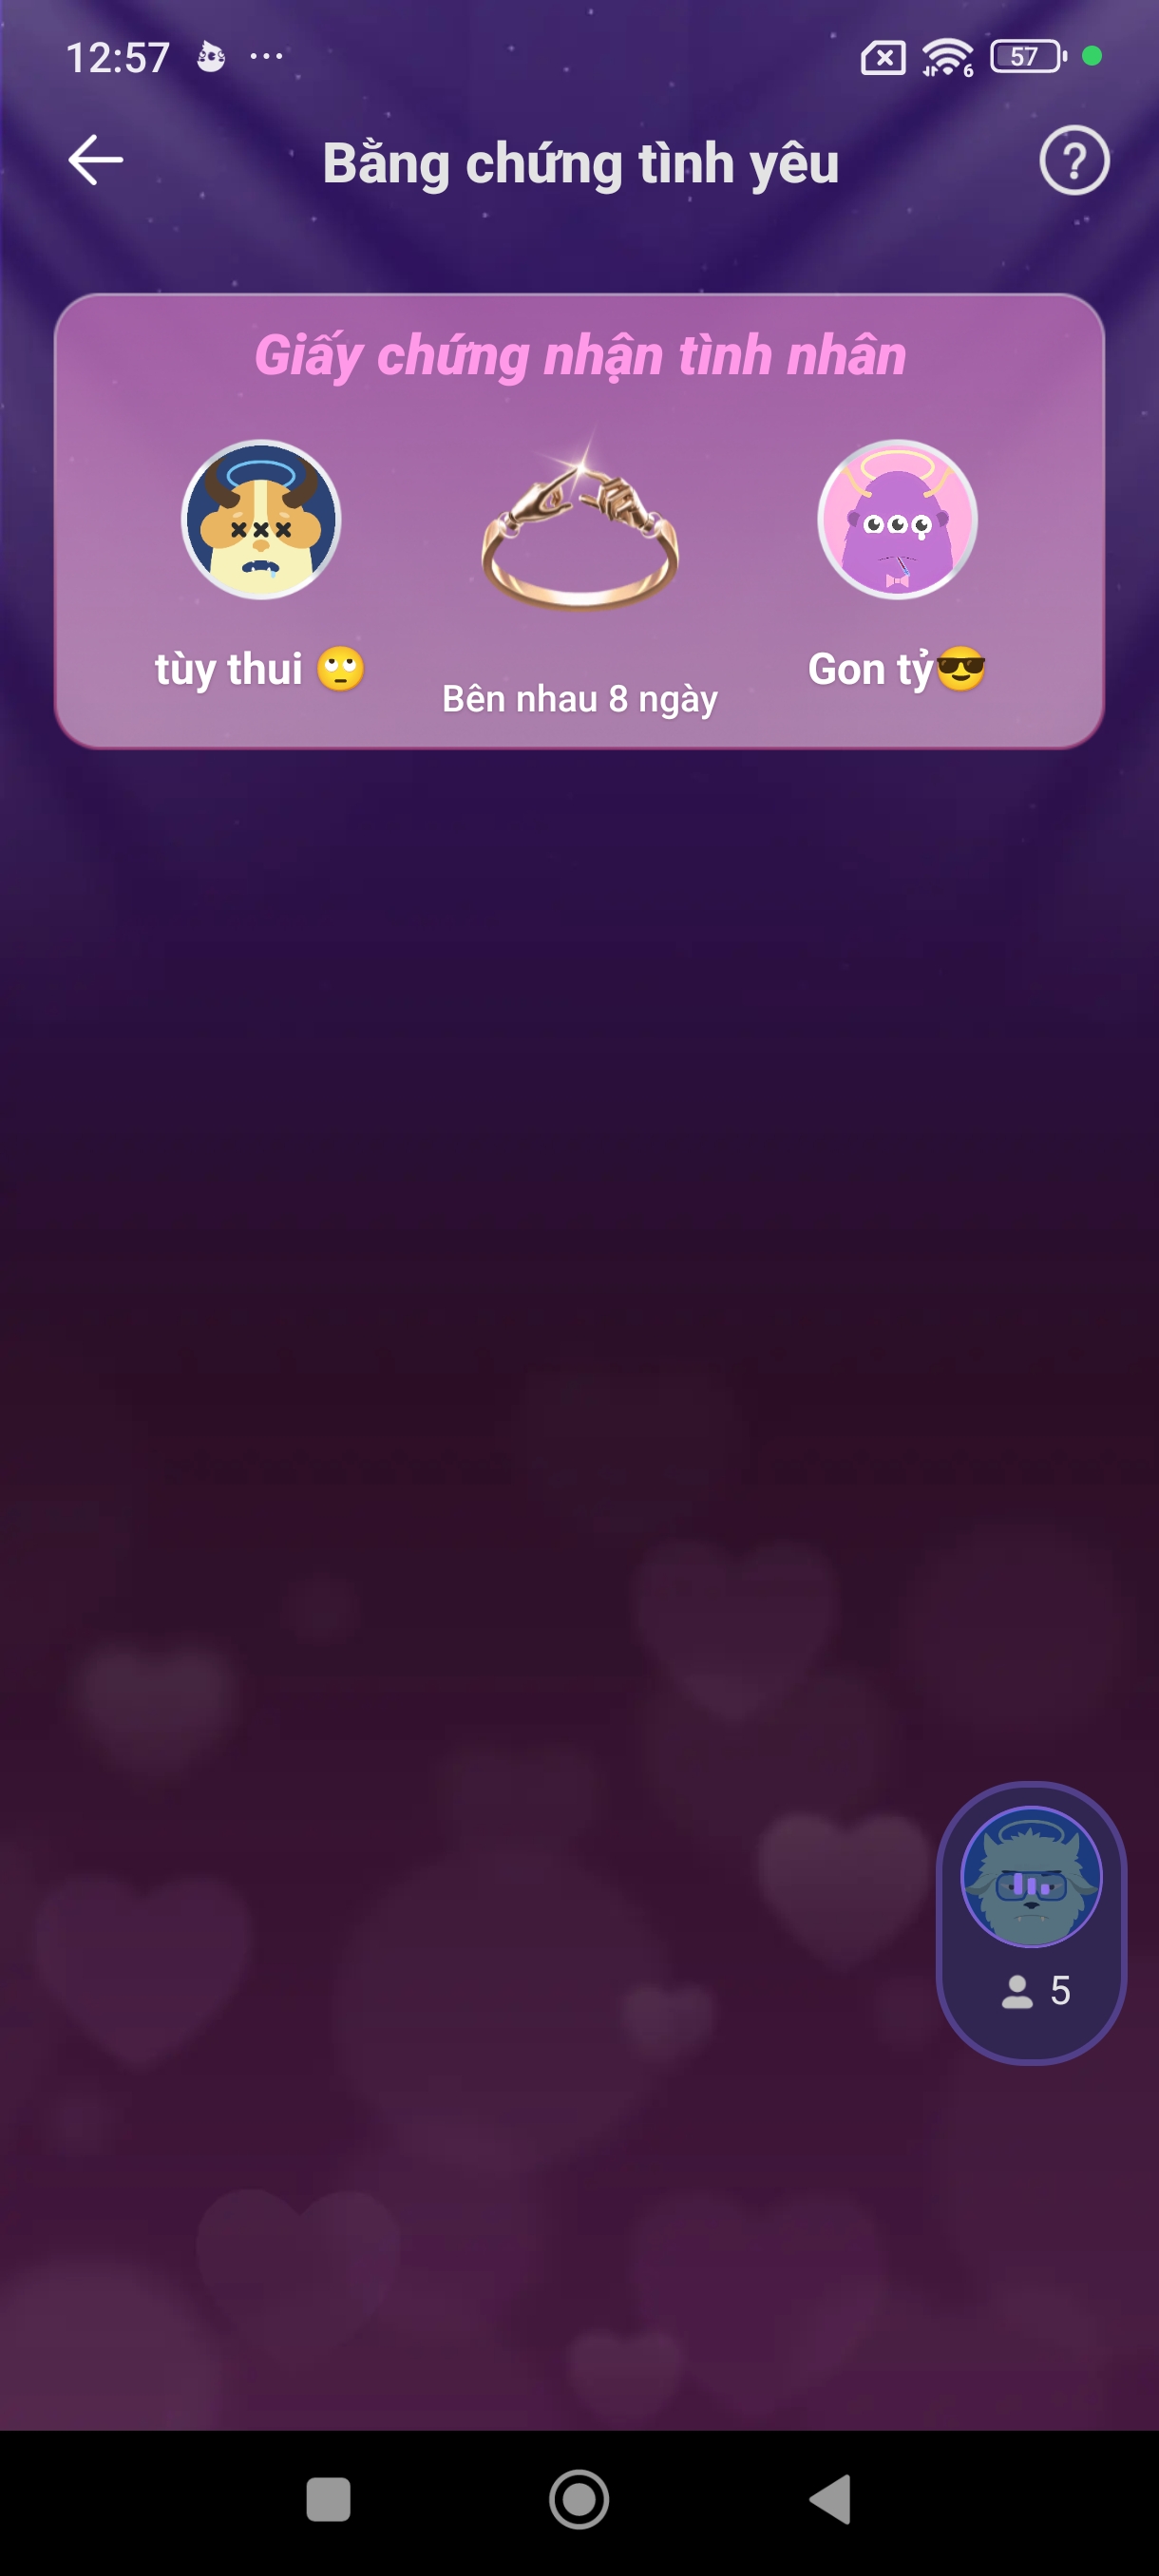 12:57
6
57
Bằng chứng tình yêu
?
Giấy chứng nhận tình nhân
tùy thui 🙄
Gon tỷ😎
Bên nhau 8 ngày
5